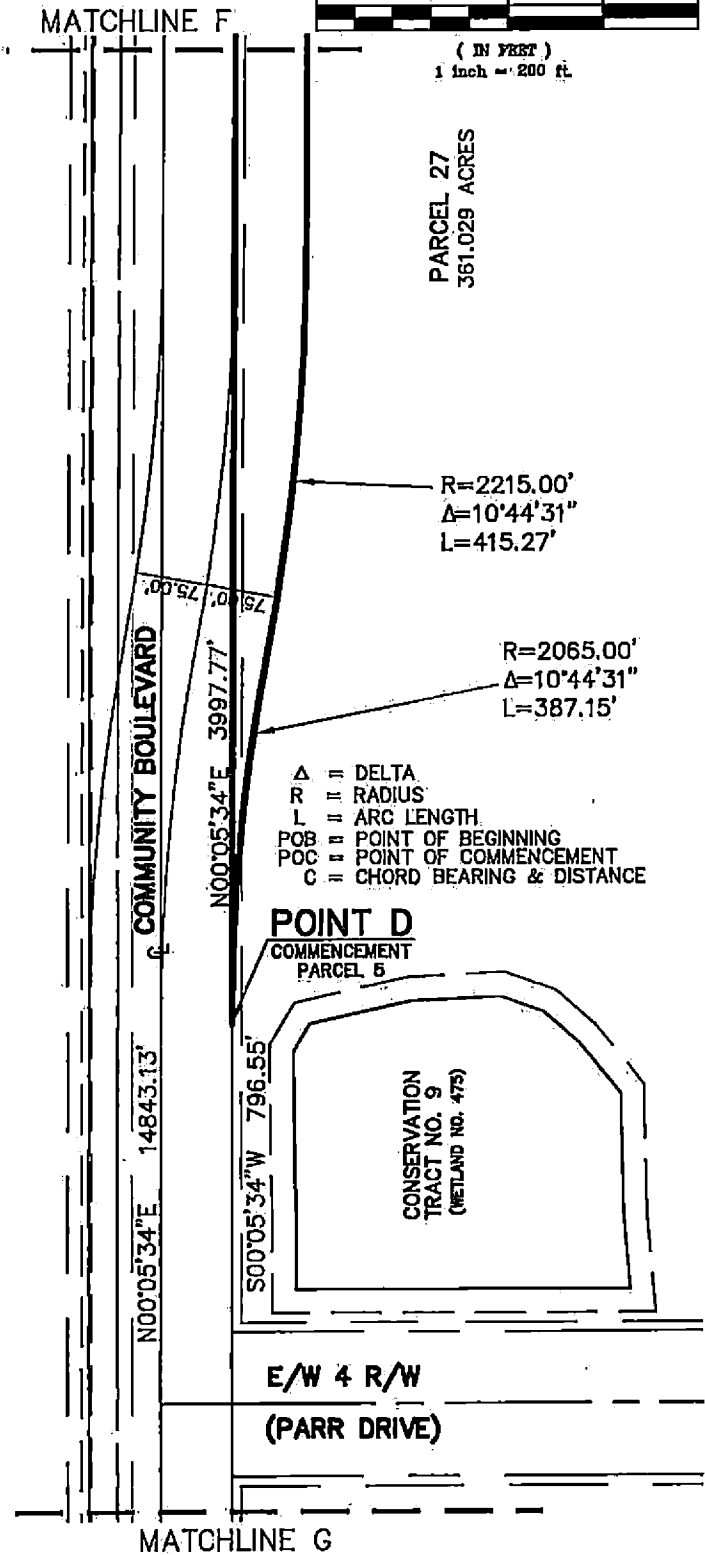 MATCHLINE F
( IN FEET )
1 inch = 200 ft.
PARCEL 27
361.029 ACRES
R=2215.00'
Δ=10°44'31"
L=415.27'
75.00'
75.00'
R=2065.00'
Δ=10°44'31"
L=387.15'
COMMUNITY BOULEVARD
N00°05'34"E 3997.77'
Δ = DELTA
R = RADIUS
L = ARC LENGTH
POB = POINT OF BEGINNING
POC = POINT OF COMMENCEMENT
C = CHORD BEARING & DISTANCE
POINT D
COMMENCEMENT
PARCEL 5
CL
N00°05'34"E 14843.13'
S00°05'34"W 796.55'
CONSERVATION
TRACT NO. 9
(WETLAND NO. 475)
E/W 4 R/W
(PARR DRIVE)
MATCHLINE G